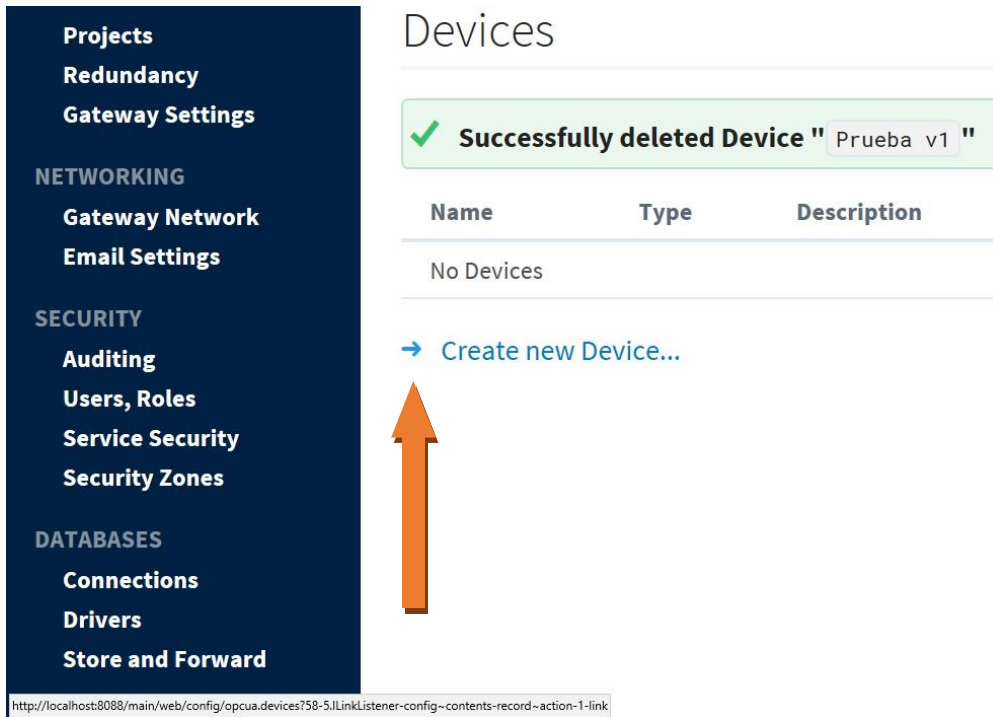 Projects
Redundancy
Gateway Settings
NETWORKING
Gateway Network
Email Settings
SECURITY
Auditing
Users, Roles
Service Security
Security Zones
DATABASES
Connections
Drivers
Store and Forward
Devices
Successfully deleted Device "Prueba v1"
Name Type Description
No Devices
Create new Device...
http://localhost:8088/main/web/config/opcua.devices?58-5.ILinkListener-config~contents-record~action-1-link